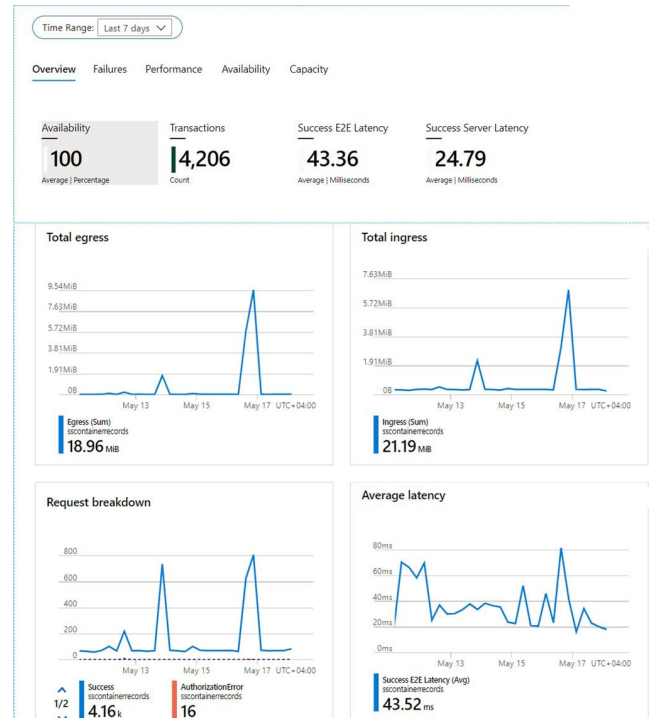 Time Range: Last 7 days
Overview Failures Performance Availability Capacity
Availability
100
Average | Percentage
Transactions
4,206
Count
Success E2E Latency
43.36
Average | Milliseconds
Success Server Latency
24.79
Average | Milliseconds
Total egress
9.54MiB
7.63MiB
5.72MiB
3.81MiB
1.91MiB
0B
May 13 May 15 May 17 UTC+04:00
Egress (Sum)
sscontainerrecords
18.96 MiB
Total ingress
7.63MiB
5.72MiB
3.81MiB
1.91MiB
0B
May 13 May 15 May 17 UTC+04:00
Ingress (Sum)
sscontainerrecords
21.19 MiB
Request breakdown
800
600
400
200
0
May 13 May 15 May 17 UTC+04:00
1/2
Success
sscontainerrecords
4.16 k
AuthorizationError
sscontainerrecords
16
Average latency
80ms
60ms
40ms
20ms
0ms
May 13 May 15 May 17 UTC+04:00
Success E2E Latency (Avg)
sscontainerrecords
43.52 ms